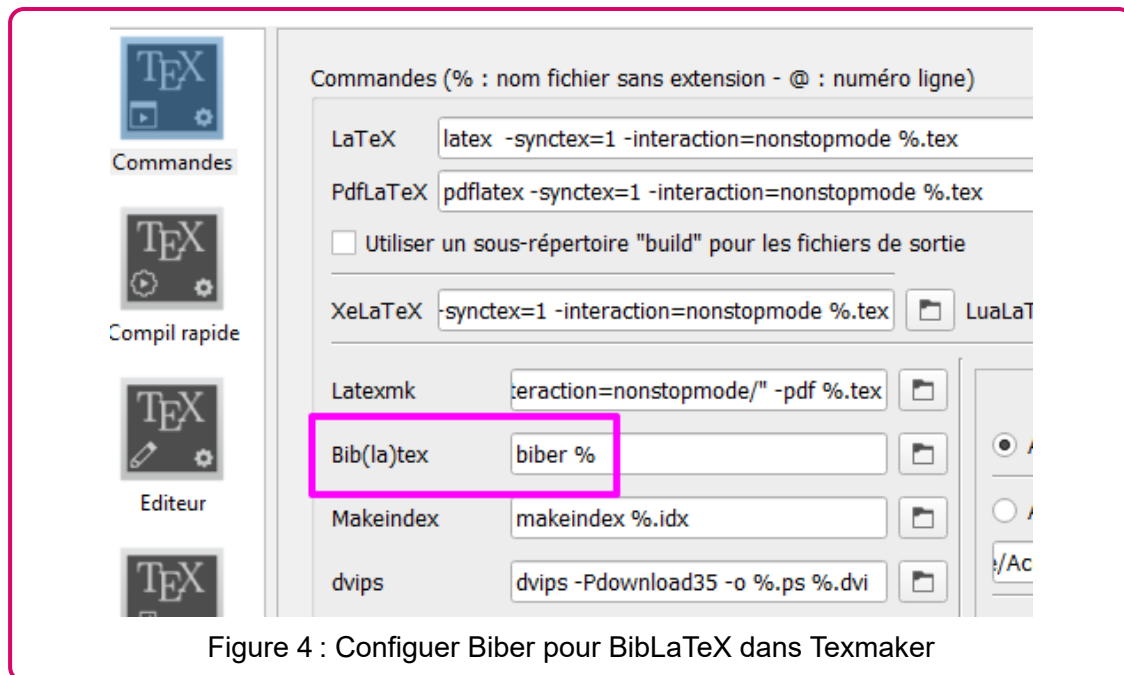 TEX
Commandes
TEX
Compil rapide
TEX
Editeur
TEX
Commandes (% : nom fichier sans extension - @ : numéro ligne)
LaTeX latex -synctex=1 -interaction=nonstopmode %.tex
PdfLaTeX pdflatex -synctex=1 -interaction=nonstopmode %.tex
Utiliser un sous-répertoire "build" pour les fichiers de sortie
XeLaTeX -synctex=1 -interaction=nonstopmode %.tex LuaLaT
Latexmk teraction=nonstopmode/" -pdf %.tex
Bib(la)tex biber %
Makeindex makeindex %.idx
dvips dvips -Pdownload35 -o %.ps %.dvi
/Ac
Figure 4 : Configuer Biber pour BibLaTeX dans Texmaker